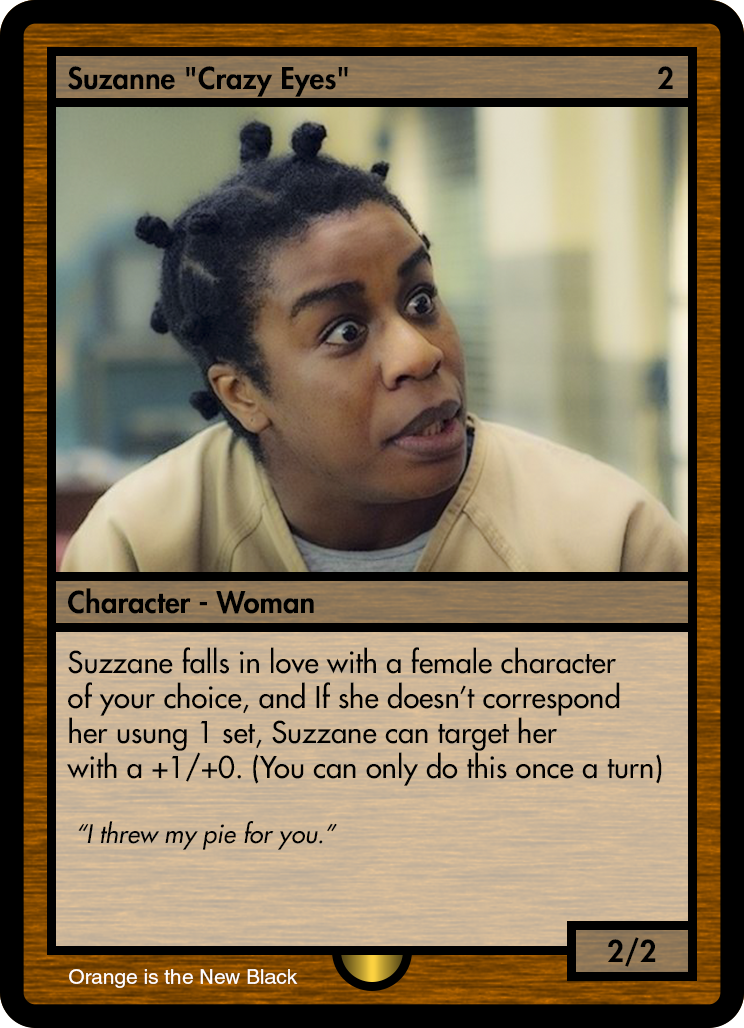 Suzanne "Crazy Eyes" 2
Character - Woman
Suzzane falls in love with a female character
of your choice, and If she doesn’t correspond
her usung 1 set, Suzzane can target her
with a +1/+0. (You can only do this once a turn)
“I threw my pie for you.”
2/2
Orange is the New Black